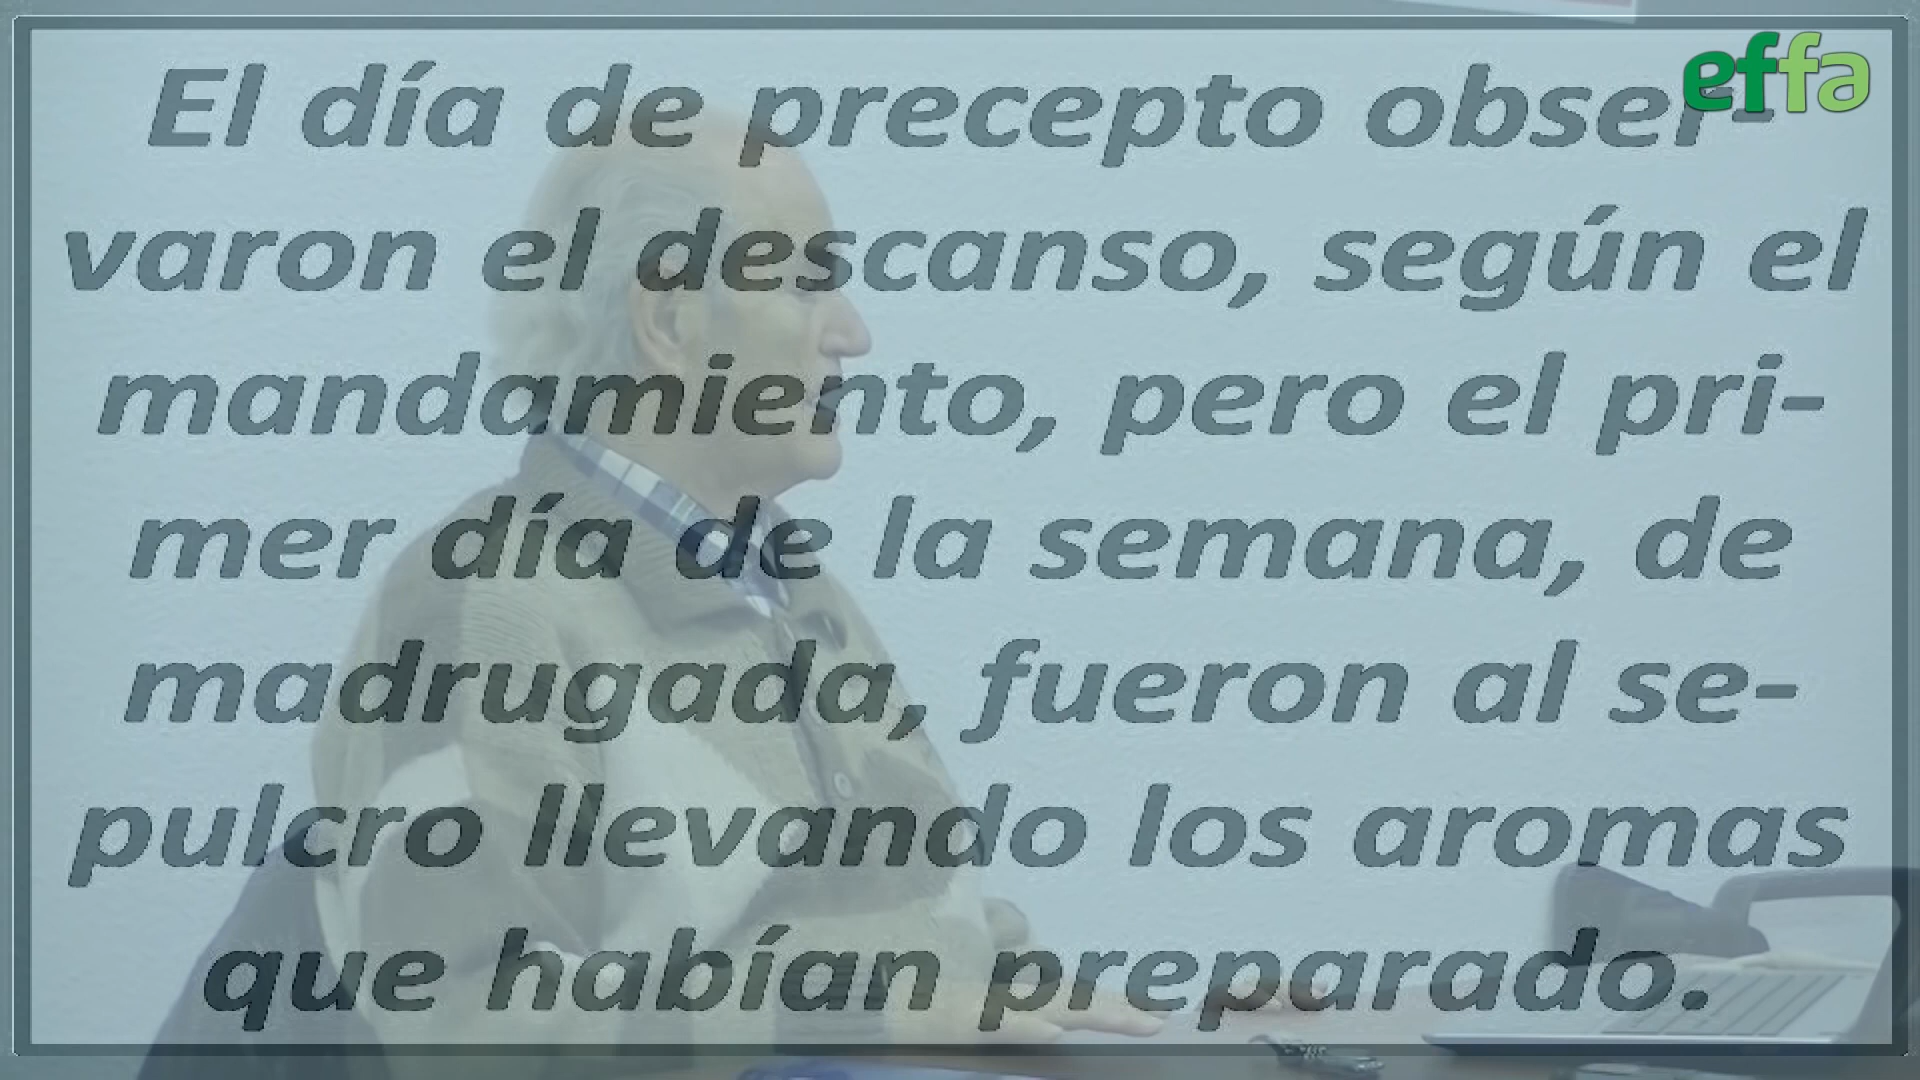 effa
El día de precepto obser-
varon el descanso, según el
mandamiento, pero el pri-
mer día de la semana, de
madrugada, fueron al se-
pulcro llevando los aromas
que habían preparado.